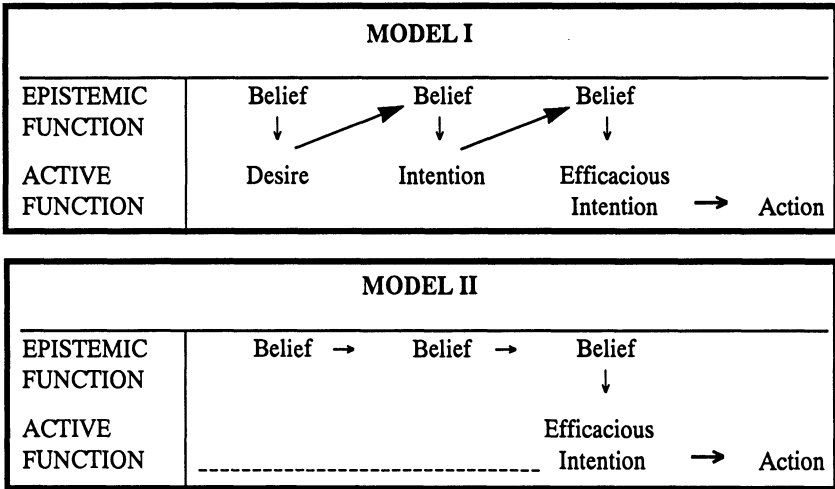 MODEL I
EPISTEMIC Belief Belief Belief
FUNCTION ↓ ↓ ↓
ACTIVE Desire Intention Efficacious
FUNCTION Intention → Action
MODEL II
EPISTEMIC Belief → Belief → Belief
FUNCTION ↓
ACTIVE Efficacious
FUNCTION Intention → Action